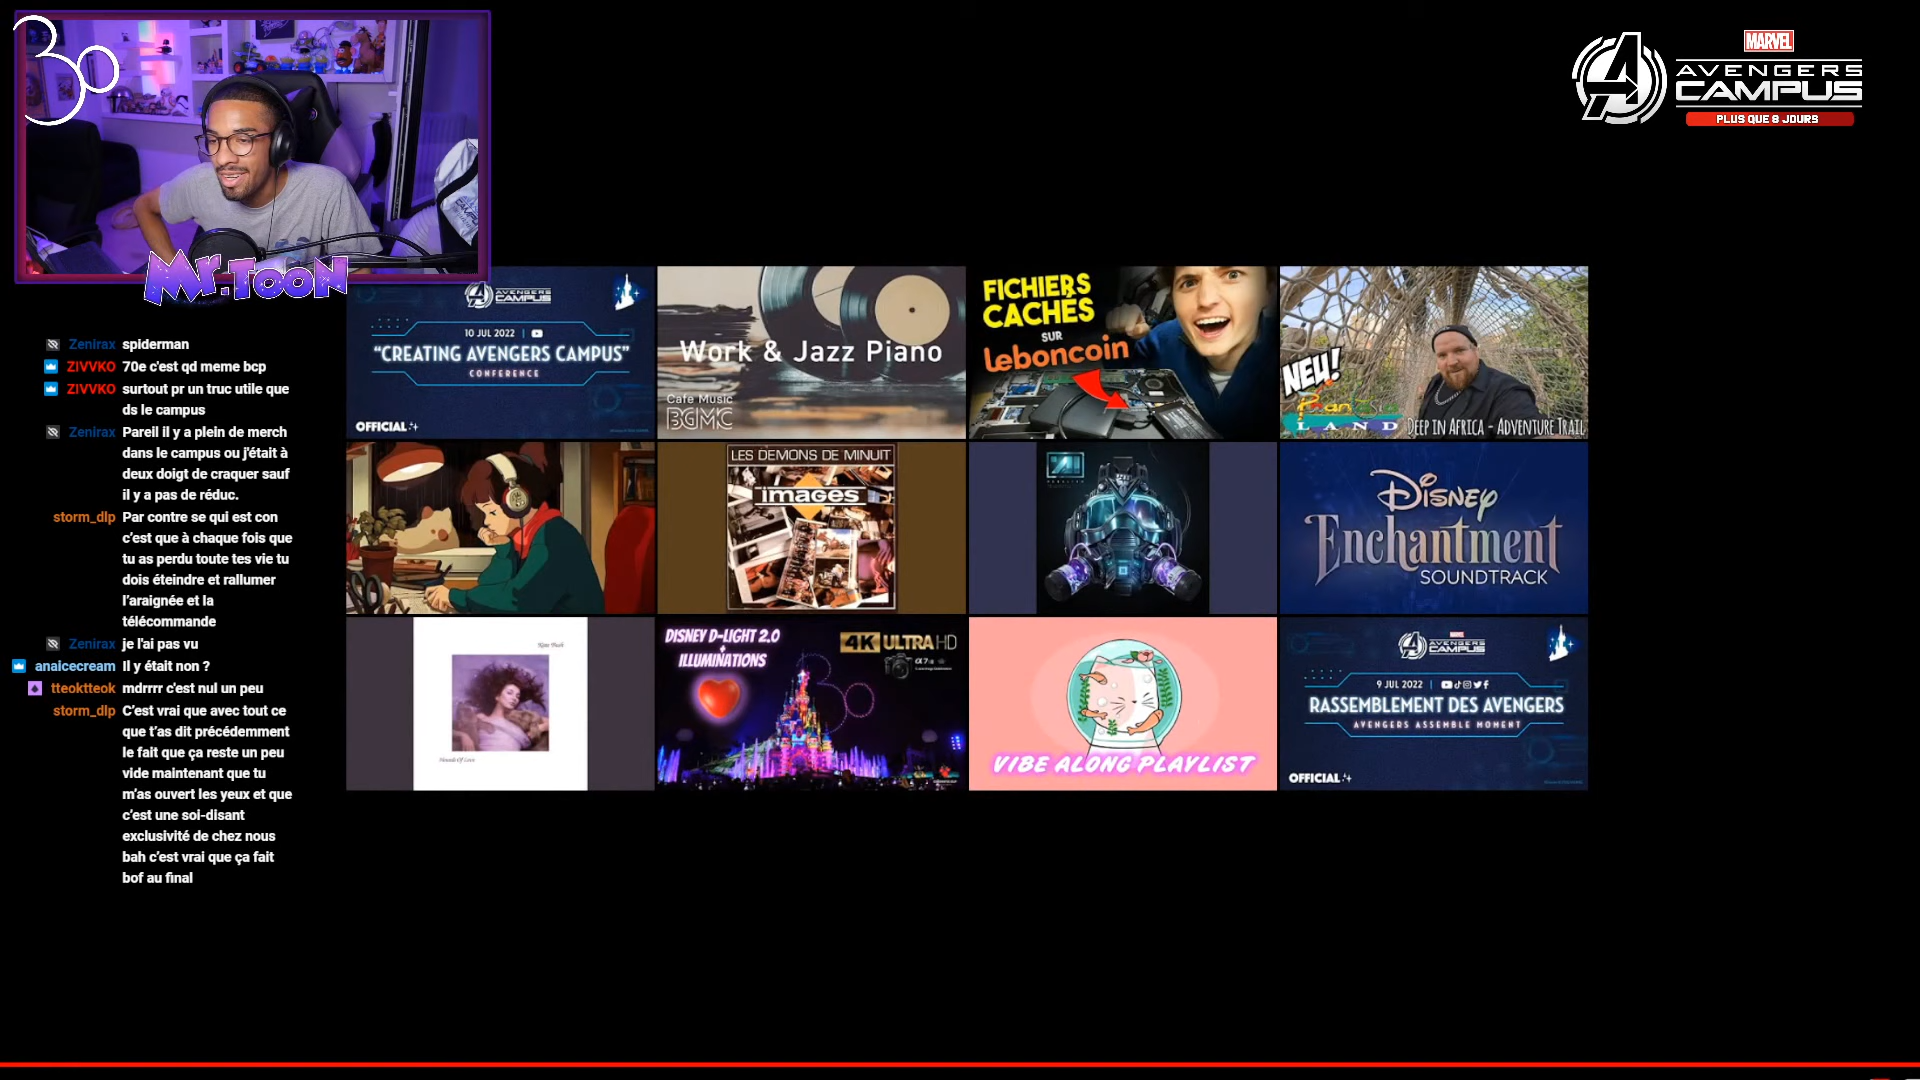 30
MARVEL
AVENGERS
CAMPUS
PLUS QUE 8 JOURS
Mr.TOON
Zenirax spiderman
ZIVVKO 70e c'est qd meme bcp
ZIVVKO surtout pr un truc utile que
ds le campus
Zenirax Pareil il y a plein de merch
dans le campus ou j'était à
deux doigt de craquer sauf
il y a pas de réduc.
storm_dlp Par contre se qui est con
c'est que à chaque fois que
tu as perdu toute tes vie tu
dois éteindre et rallumer
l'araignée et la
télécommande
Zenirax je l'ai pas vu
anaicecream Il y était non ?
tteoktteok mdrrrr c'est nul un peu
storm_dlp C'est vrai que avec tout ce
que t'as dit précédemment
le fait que ça reste un peu
vide maintenant que tu
m'as ouvert les yeux et que
c'est une soi-disant
exclusivité de chez nous
bah c'est vrai que ça fait
bof au final
AVENGERS
CAMPUS
10 JUL 2022
"CREATING AVENGERS CAMPUS"
CONFERENCE
OFFICIAL
Work & Jazz Piano
Cafe Music
BGMC
FICHIERS
CACHÉS
SUR
leboncoin
NEU!
LAND
DEEP IN AFRICA - ADVENTURE TRAIL
LES DEMONS DE MINUIT
images
Disney
Enchantment
SOUNDTRACK
Kate Bush
Hounds Of Love
DISNEY D-LIGHT 2.0
+
ILLUMINATIONS
4K ULTRA HD
30
VIBE ALONG PLAYLIST
AVENGERS
CAMPUS
9 JUL 2022
RASSEMBLEMENT DES AVENGERS
AVENGERS ASSEMBLE MOMENT
OFFICIAL